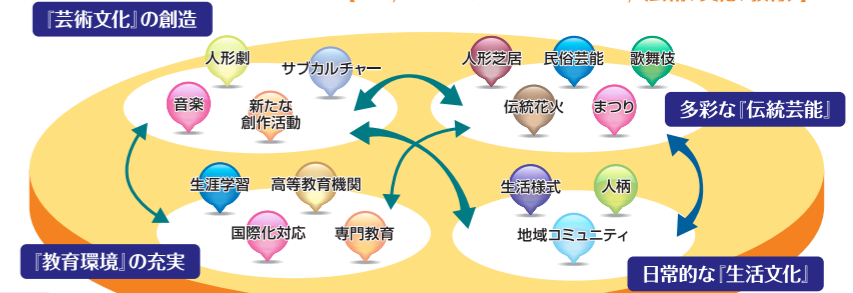 『芸術文化』の創造
人形劇
サブカルチャー
音楽
新たな
創作活動
人形芝居
民俗芸能
歌舞伎
伝統花火
まつり
多彩な『伝統芸能』
生涯学習
高等教育機関
国際化対応
専門教育
『教育環境』の充実
生活様式
人柄
地域コミュニティ
日常的な『生活文化』